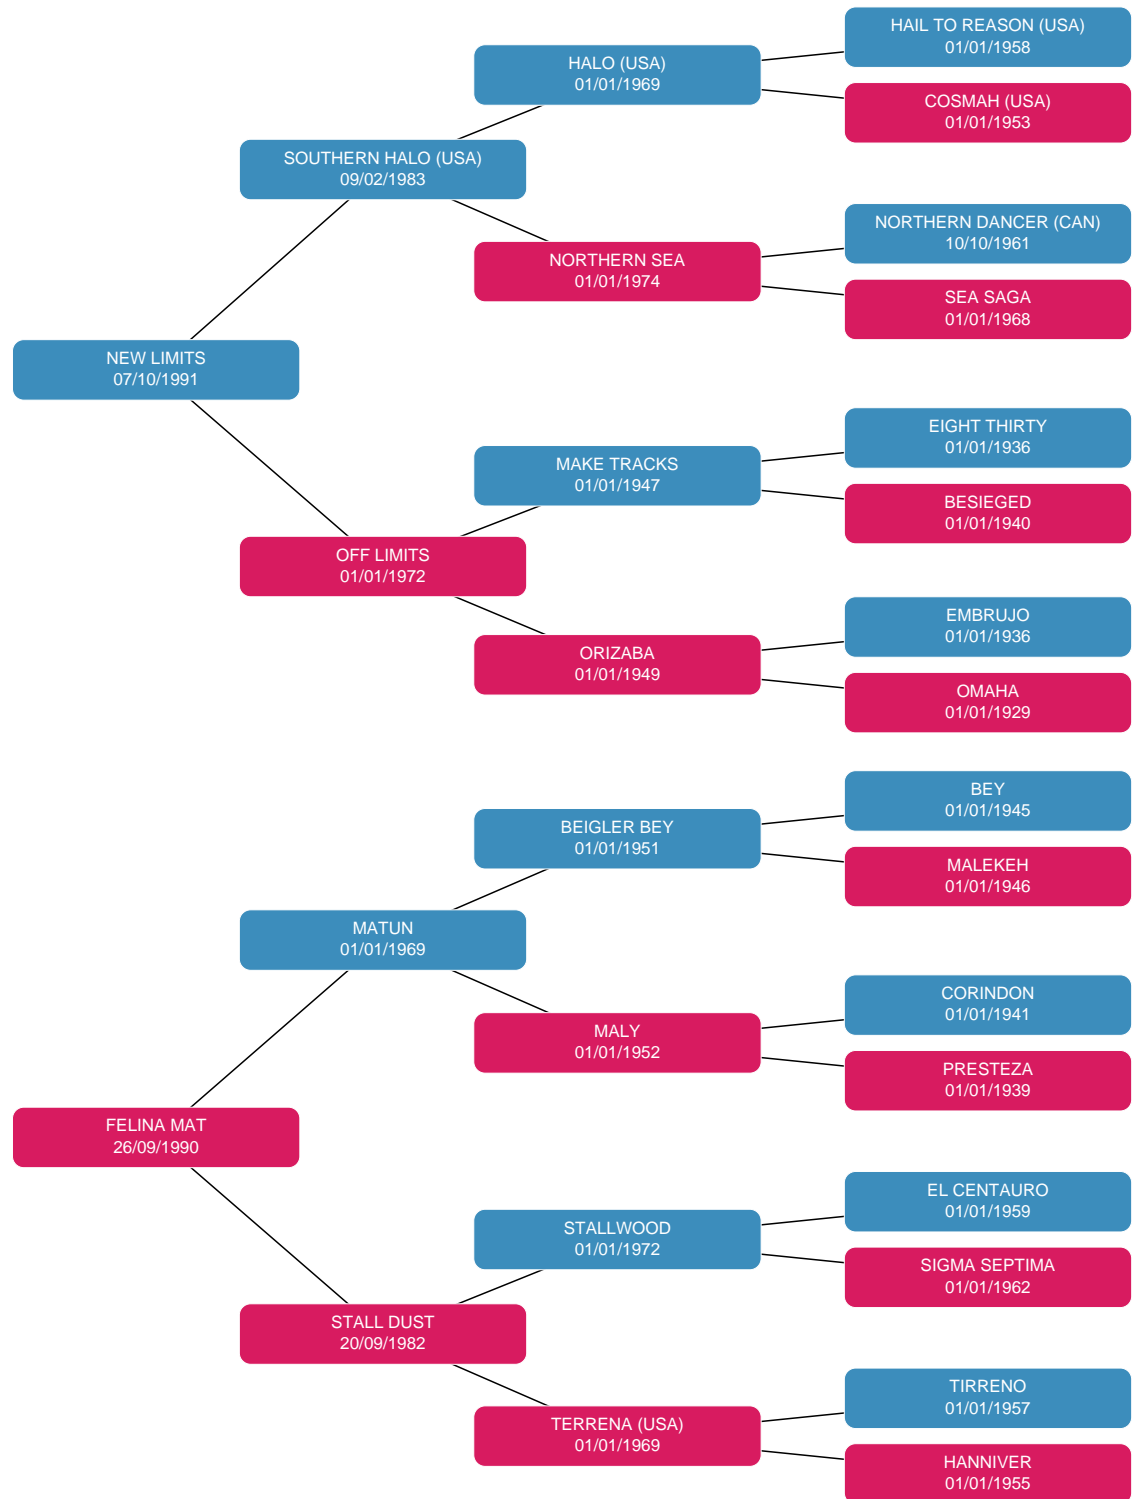 HAIL TO REASON (USA)
01/01/1958
HALO (USA)
01/01/1969
COSMAH (USA)
01/01/1953
SOUTHERN HALO (USA)
09/02/1983
NORTHERN DANCER (CAN)
10/10/1961
NORTHERN SEA
01/01/1974
SEA SAGA
01/01/1968
NEW LIMITS
07/10/1991
EIGHT THIRTY
01/01/1936
MAKE TRACKS
01/01/1947
BESIEGED
01/01/1940
OFF LIMITS
01/01/1972
EMBRUJO
01/01/1936
ORIZABA
01/01/1949
OMAHA
01/01/1929
BEY
01/01/1945
BEIGLER BEY
01/01/1951
MALEKEH
01/01/1946
MATUN
01/01/1969
CORINDON
01/01/1941
MALY
01/01/1952
PRESTEZA
01/01/1939
FELINA MAT
26/09/1990
EL CENTAURO
01/01/1959
STALLWOOD
01/01/1972
SIGMA SEPTIMA
01/01/1962
STALL DUST
20/09/1982
TIRRENO
01/01/1957
TERRENA (USA)
01/01/1969
HANNIVER
01/01/1955